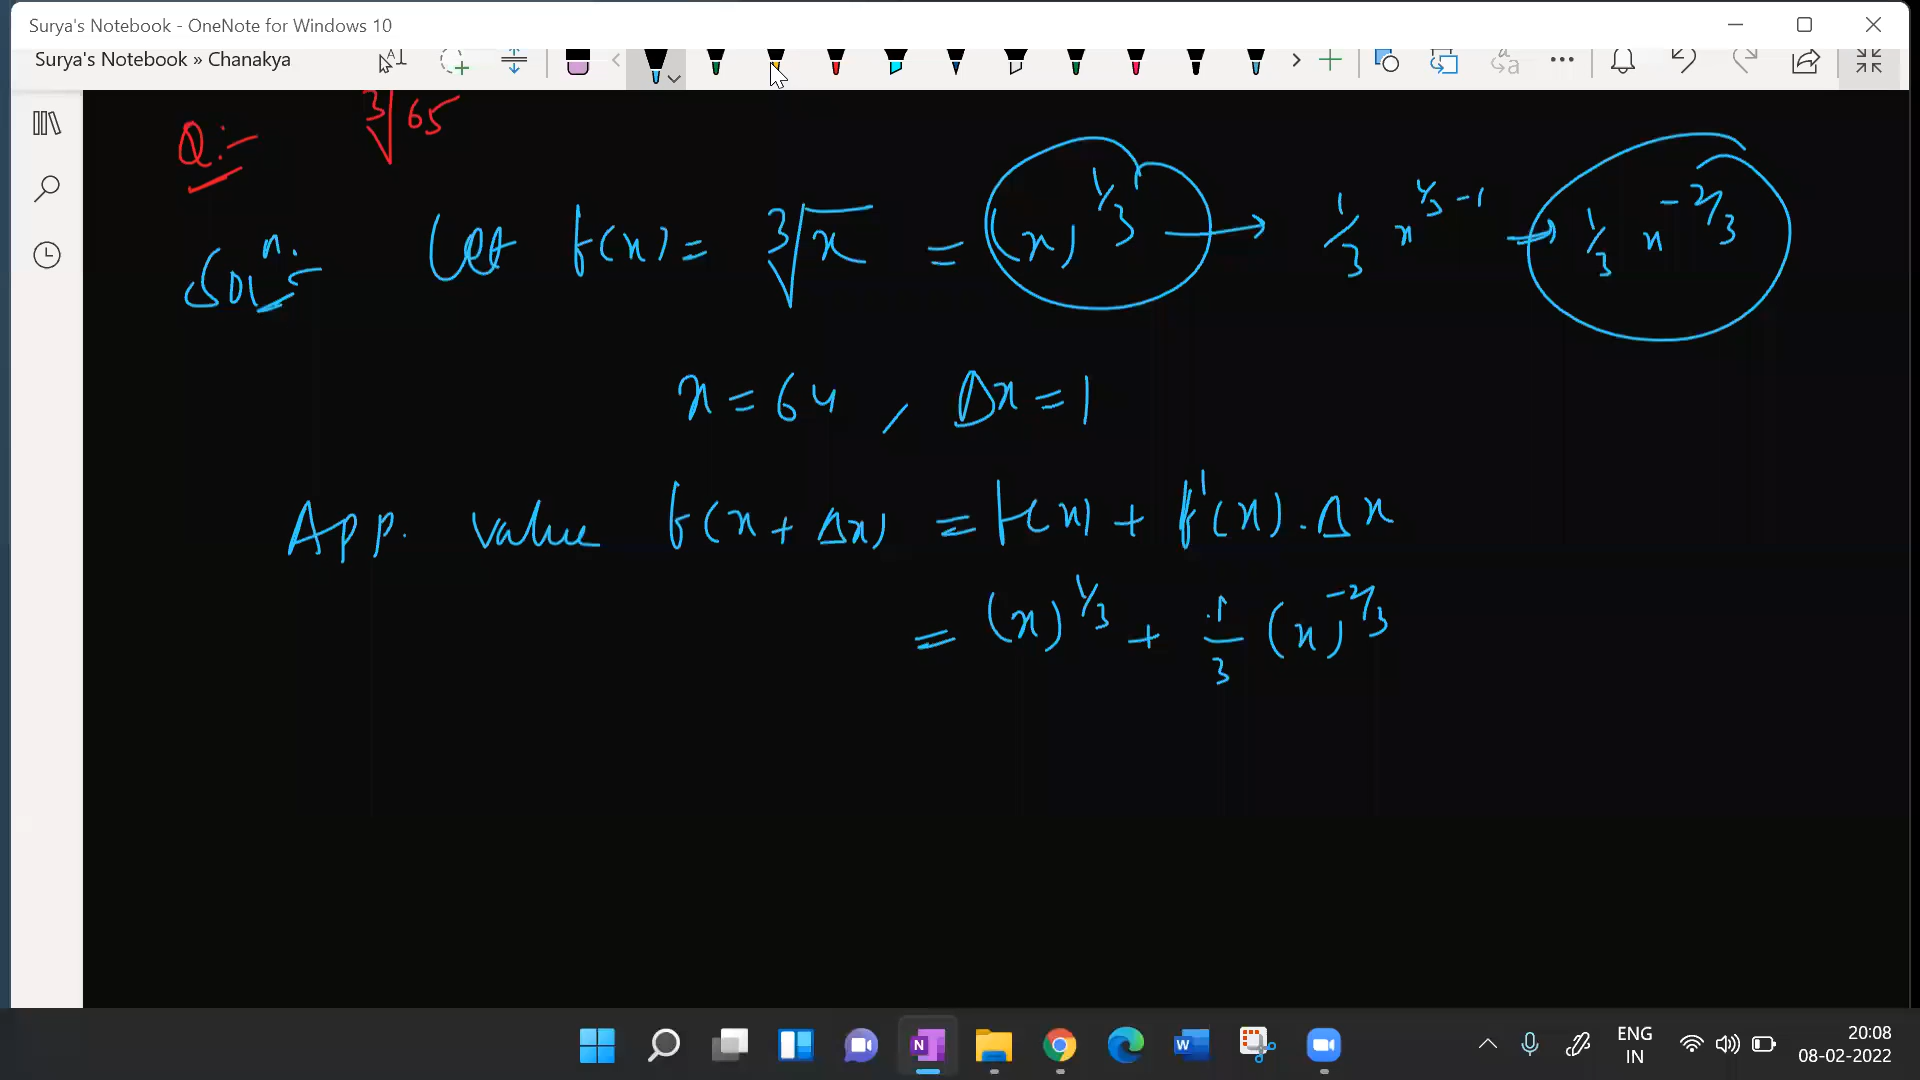 Surya's Notebook - OneNote for Windows 10
Surya's Notebook » Chanakya
Q:- ∛65
Solⁿ:- Let f(x) = ∛x = (x)^1/3 → 1/3 x^1/3-1 → 1/3 x^-2/3
x = 64 , Δx = 1
App. value f(x + Δx) = f(x) + f'(x) . Δx
= (x)^1/3 + 1/3 (x)^-2/3
ENG
IN
20:08
08-02-2022